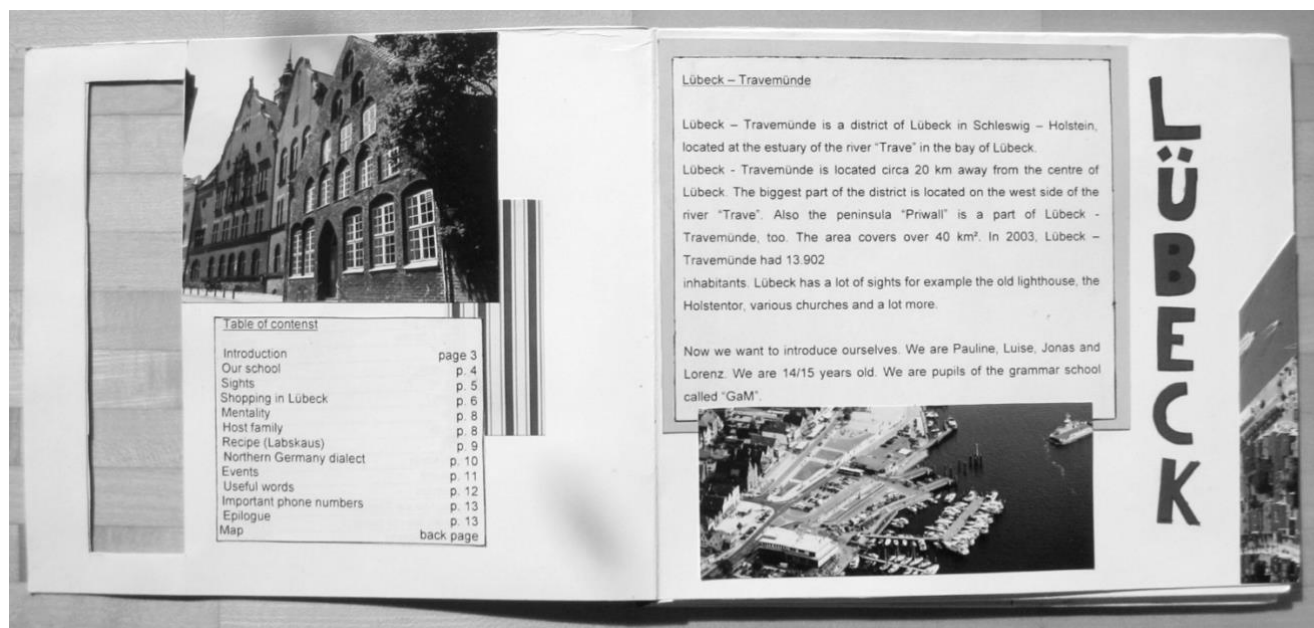 Table of contenst
Introduction page 3
Our school p. 4
Sights p. 5
Shopping in Lübeck p. 6
Mentality p. 8
Host family p. 8
Recipe (Labskaus) p. 9
Northern Germany dialect p. 10
Events p. 11
Useful words p. 12
Important phone numbers p. 13
Epilogue p. 13
Map back page
Lübeck – Travemünde
Lübeck – Travemünde is a district of Lübeck in Schleswig – Holstein,
located at the estuary of the river "Trave" in the bay of Lübeck.
Lübeck - Travemünde is located circa 20 km away from the centre of
Lübeck. The biggest part of the district is located on the west side of the
river "Trave". Also the peninsula "Priwall" is a part of Lübeck -
Travemünde, too. The area covers over 40 km². In 2003, Lübeck –
Travemünde had 13.902
inhabitants. Lübeck has a lot of sights for example the old lighthouse, the
Holstentor, various churches and a lot more.
Now we want to introduce ourselves. We are Pauline, Luise, Jonas and
Lorenz. We are 14/15 years old. We are pupils of the grammar school
called "GaM".
LÜBECK